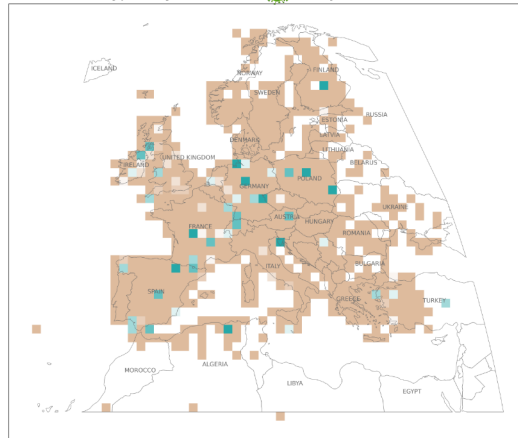 ICELAND
NORWAY
FINLAND
SWEDEN
RUSSIA
ESTONIA
LATVIA
DENMARK
LITHUANIA
UNITED KINGDOM
IRELAND
BELARUS
POLAND
GERMANY
UKRAINE
AUSTRIA
HUNGARY
FRANCE
ROMANIA
ITALY
BULGARIA
SPAIN
GREECE
TURKEY
ALGERIA
MOROCCO
LIBYA
EGYPT